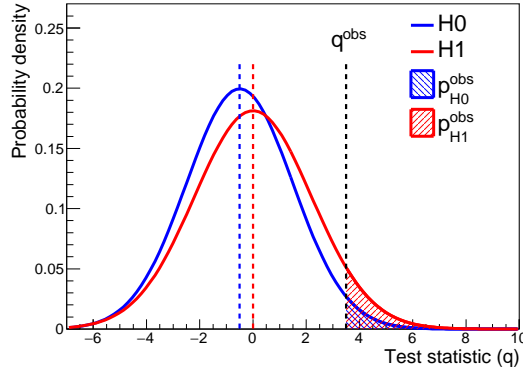 Probability density
0.25
0.2
0.15
0.1
0.05
0
q^obs
H0
H1
p^obs_H0
p^obs_H1
−6 −4 −2 0 2 4 6 8 10
Test statistic (q)